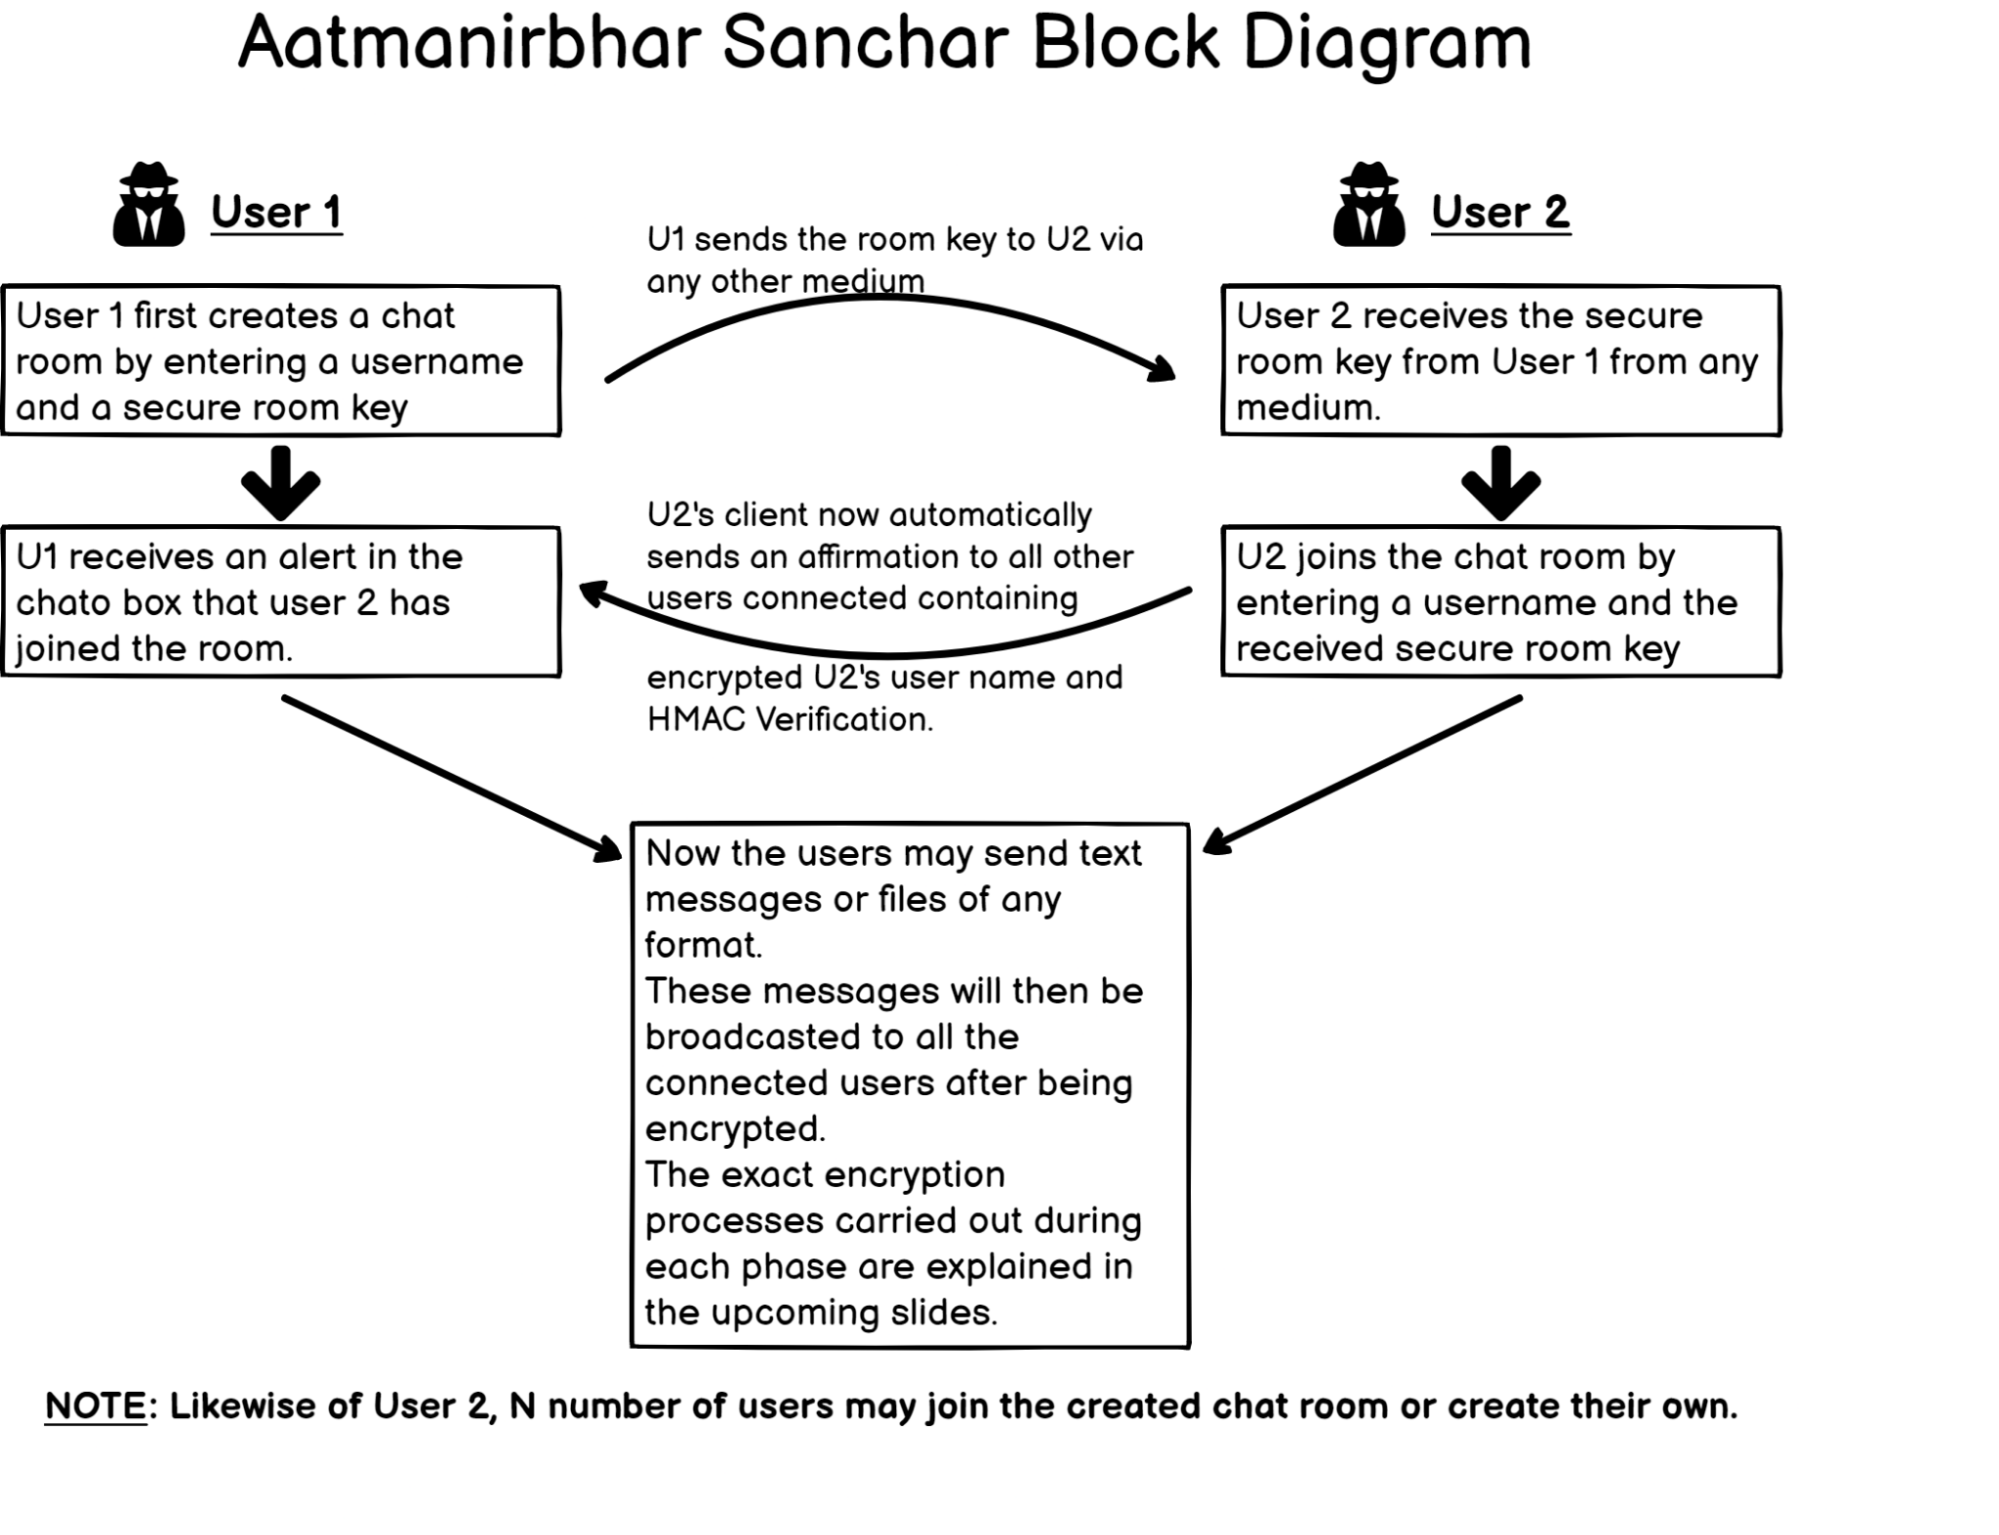 Aatmanirbhar Sanchar Block Diagram
User 1
User 2
U1 sends the room key to U2 via
any other medium
User 1 first creates a chat
room by entering a username
and a secure room key
User 2 receives the secure
room key from User 1 from any
medium.
U2's client now automatically
sends an affirmation to all other
users connected containing
encrypted U2's user name and
HMAC Verification.
U1 receives an alert in the
chato box that user 2 has
joined the room.
U2 joins the chat room by
entering a username and the
received secure room key
Now the users may send text
messages or files of any
format.
These messages will then be
broadcasted to all the
connected users after being
encrypted.
The exact encryption
processes carried out during
each phase are explained in
the upcoming slides.
NOTE: Likewise of User 2, N number of users may join the created chat room or create their own.